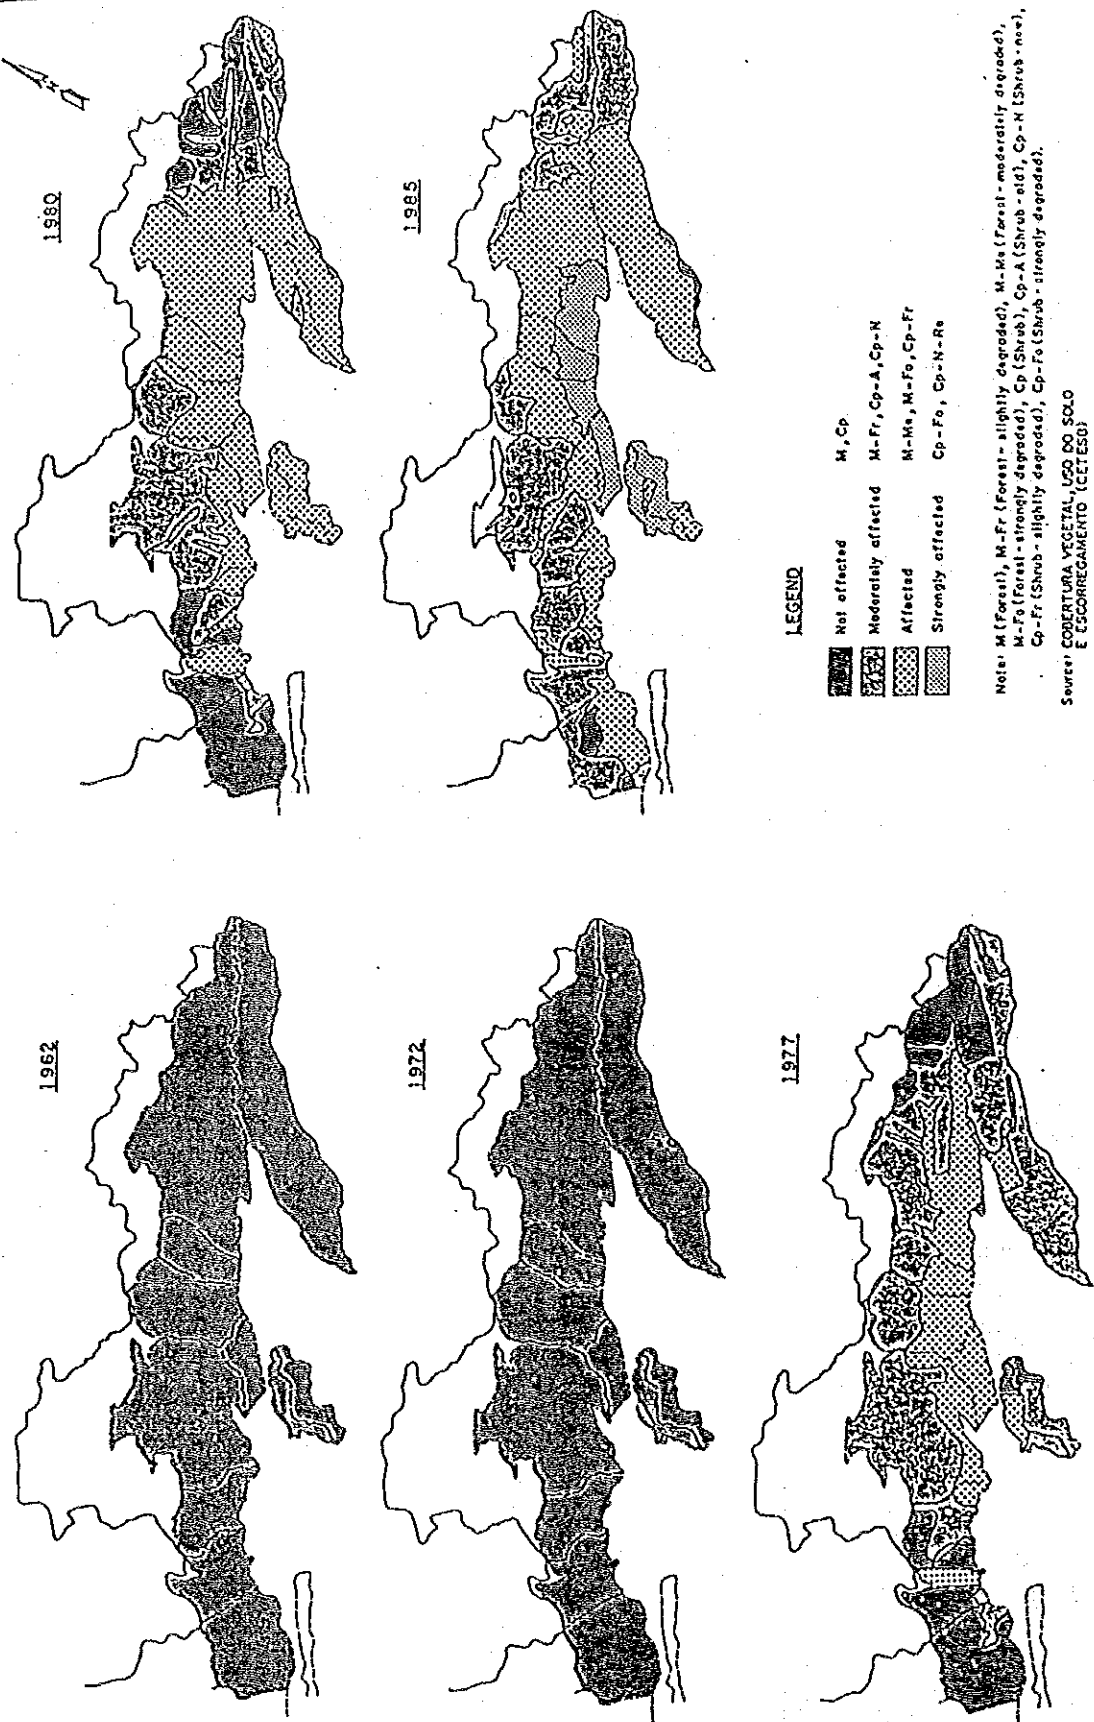 1962
1972
1977
1980
1985
LEGEND
Not affected M, Cp
Moderately affected M-Fr, Cp-A, Cp-N
Affected M-Me, M-Fo, Cp-Fr
Strongly affected Cp-Fo, Cp-N-Re
Note: M (Forest), M-Fr (Forest - slightly degraded), M-Me (Forest - moderately degraded),
M-Fo (Forest - strongly degraded), Cp (Shrub), Cp-A (Shrub - old), Cp-N (Shrub - new),
Cp-Fr (Shrub - slightly degraded), Cp-Fo (Shrub - strongly degraded).
Source: COBERTURA VEGETAL, USO DO SOLO
E ESCORREGAMENTO (CETESB)